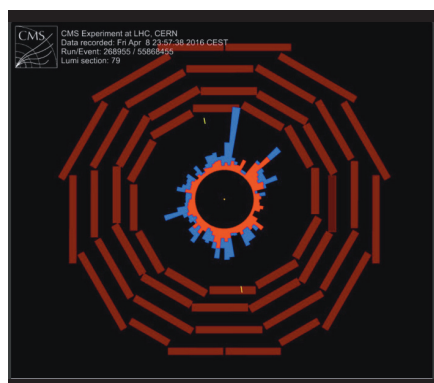 CMS
CMS Experiment at LHC, CERN
Data recorded: Fri Apr 8 23:57:38 2016 CEST
Run/Event: 268955 / 55868455
Lumi section: 79